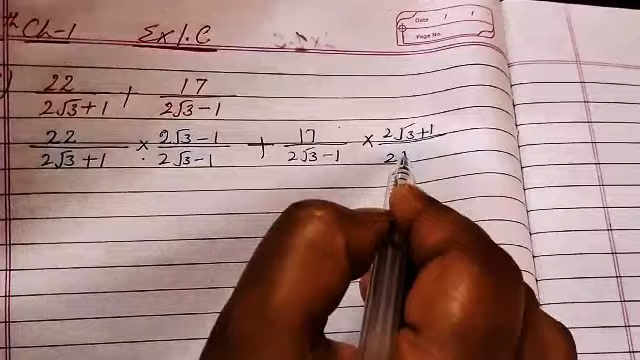 th Ch-1 Ex 1.C
Date / /
Page No.
22/(2√3+1) + 17/(2√3-1)
22/(2√3+1) × (2√3-1)/(2√3-1) + 17/(2√3-1) × (2√3+1)/2